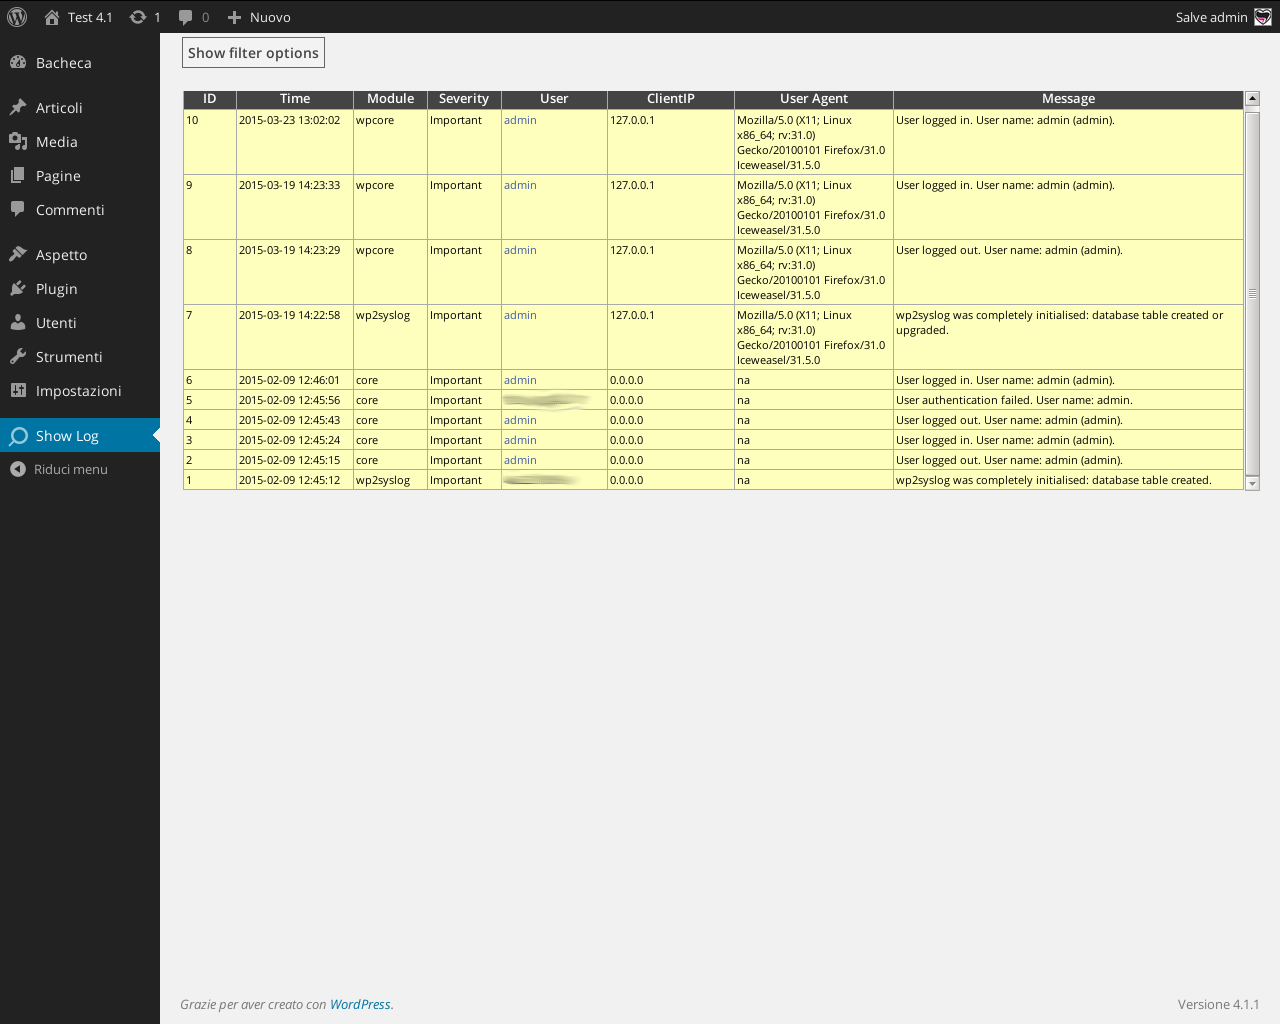 Test 4.1 1 0 Nuovo Salve admin
Bacheca
Articoli
Media
Pagine
Commenti
Aspetto
Plugin
Utenti
Strumenti
Impostazioni
Show Log
Riduci menu
Show filter options
ID Time Module Severity User ClientIP User Agent Message
10 2015-03-23 13:02:02 wpcore Important admin 127.0.0.1 Mozilla/5.0 (X11; Linux User logged in. User name: admin (admin).
x86_64; rv:31.0)
Gecko/20100101 Firefox/31.0
Iceweasel/31.5.0
9 2015-03-19 14:23:33 wpcore Important admin 127.0.0.1 Mozilla/5.0 (X11; Linux User logged in. User name: admin (admin).
x86_64; rv:31.0)
Gecko/20100101 Firefox/31.0
Iceweasel/31.5.0
8 2015-03-19 14:23:29 wpcore Important admin 127.0.0.1 Mozilla/5.0 (X11; Linux User logged out. User name: admin (admin).
x86_64; rv:31.0)
Gecko/20100101 Firefox/31.0
Iceweasel/31.5.0
7 2015-03-19 14:22:58 wp2syslog Important admin 127.0.0.1 Mozilla/5.0 (X11; Linux wp2syslog was completely initialised: database table created or
x86_64; rv:31.0) upgraded.
Gecko/20100101 Firefox/31.0
Iceweasel/31.5.0
6 2015-02-09 12:46:01 core Important admin 0.0.0.0 na User logged in. User name: admin (admin).
5 2015-02-09 12:45:56 core Important 0.0.0.0 na User authentication failed. User name: admin.
4 2015-02-09 12:45:43 core Important admin 0.0.0.0 na User logged out. User name: admin (admin).
3 2015-02-09 12:45:24 core Important admin 0.0.0.0 na User logged in. User name: admin (admin).
2 2015-02-09 12:45:15 core Important admin 0.0.0.0 na User logged out. User name: admin (admin).
1 2015-02-09 12:45:12 wp2syslog Important 0.0.0.0 na wp2syslog was completely initialised: database table created.
Grazie per aver creato con WordPress. Versione 4.1.1